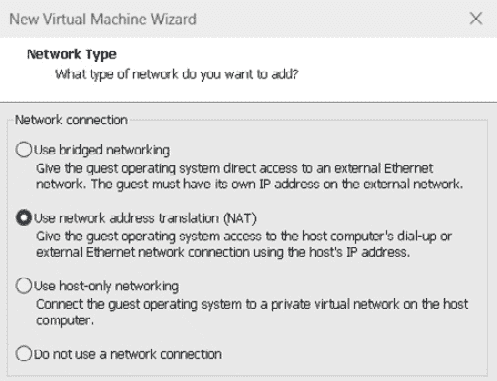 New Virtual Machine Wizard
Network Type
What type of network do you want to add?
Network connection
Use bridged networking
Give the guest operating system direct access to an external Ethernet
network. The guest must have its own IP address on the external network.
Use network address translation (NAT)
Give the guest operating system access to the host computer's dial-up or
external Ethernet network connection using the host's IP address.
Use host-only networking
Connect the guest operating system to a private virtual network on the host
computer.
Do not use a network connection